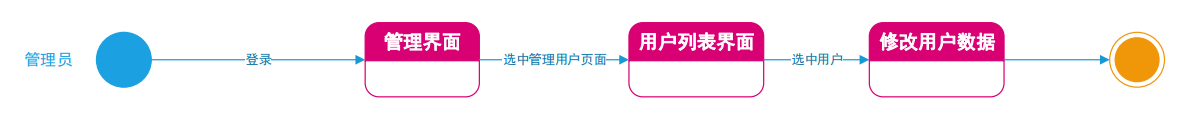 管理员
登录
管理界面
选中管理用户页面
用户列表界面
选中用户
修改用户数据